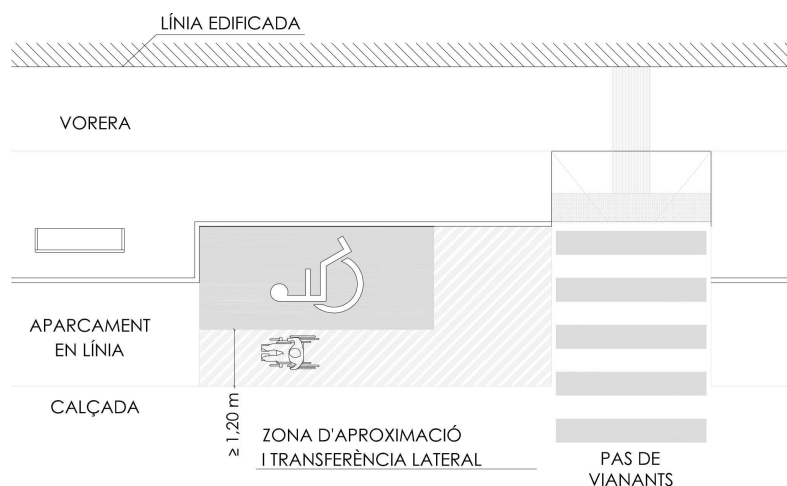 LÍNIA EDIFICADA
VORERA
APARCAMENT
EN LÍNIA
CALÇADA
≥ 1,20 m
ZONA D'APROXIMACIÓ
I TRANSFERÈNCIA LATERAL
PAS DE
VIANANTS